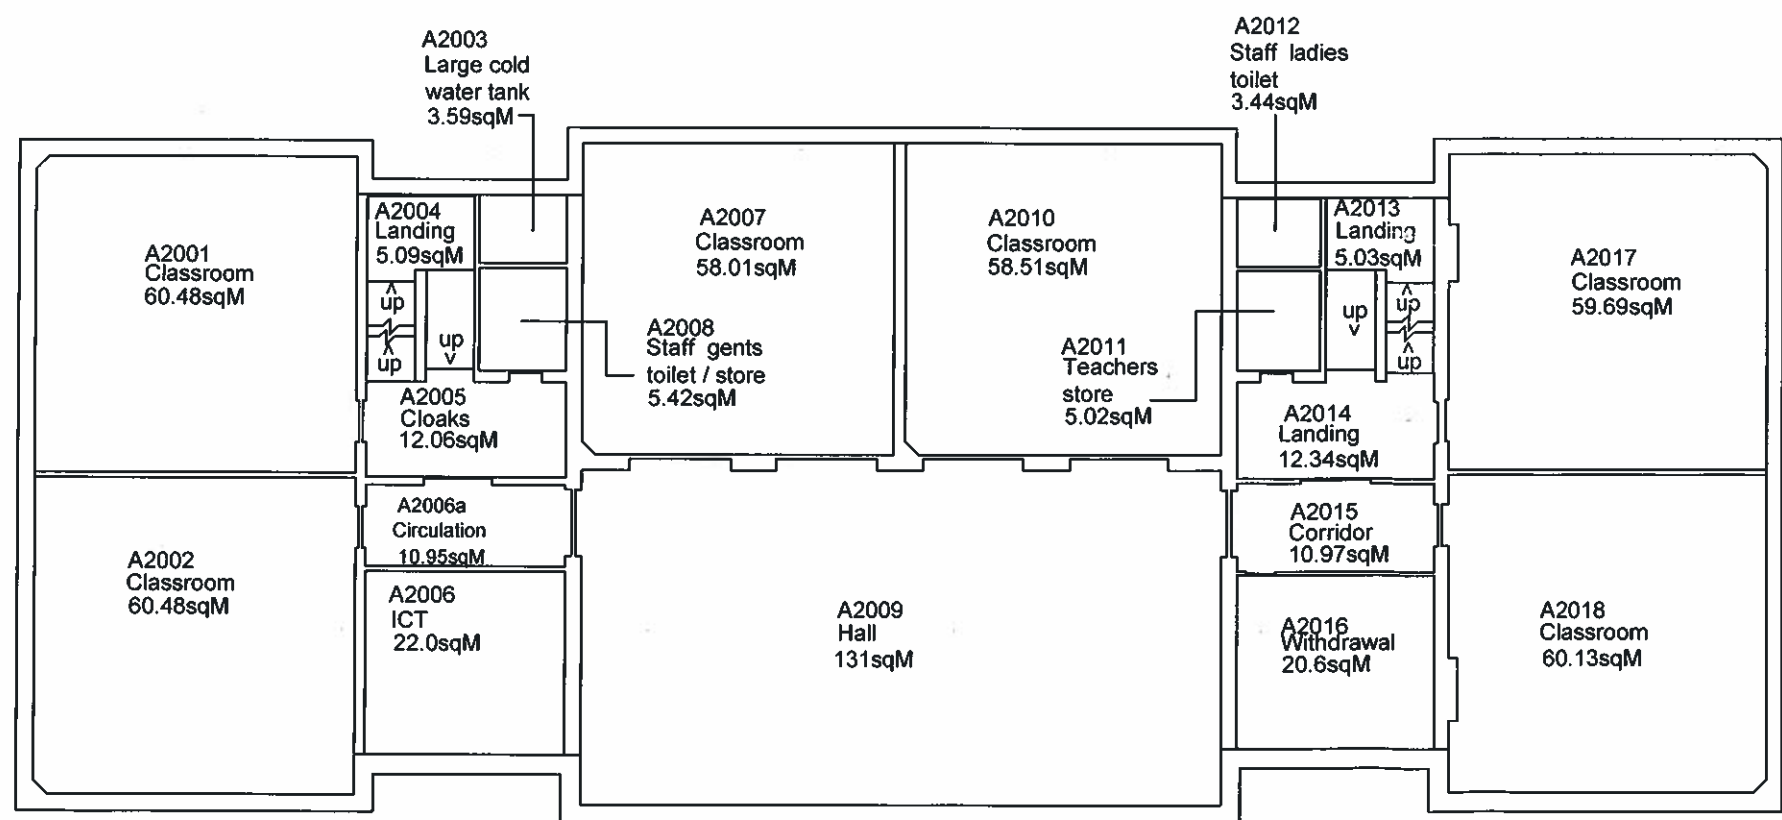 A2003
Large cold
water tank
3.59sqM
A2012
Staff ladies
toilet
3.44sqM
A2001
Classroom
60.48sqM
A2004
Landing
5.09sqM
up
up
up
A2007
Classroom
58.01sqM
A2008
Staff gents
toilet / store
5.42sqM
A2010
Classroom
58.51sqM
A2011
Teachers
store
5.02sqM
A2013
Landing
5.03sqM
up
up
up
A2017
Classroom
59.69sqM
A2005
Cloaks
12.06sqM
A2014
Landing
12.34sqM
A2002
Classroom
60.48sqM
A2006a
Circulation
10.95sqM
A2006
ICT
22.0sqM
A2009
Hall
131sqM
A2015
Corridor
10.97sqM
A2016
Withdrawal
20.6sqM
A2018
Classroom
60.13sqM